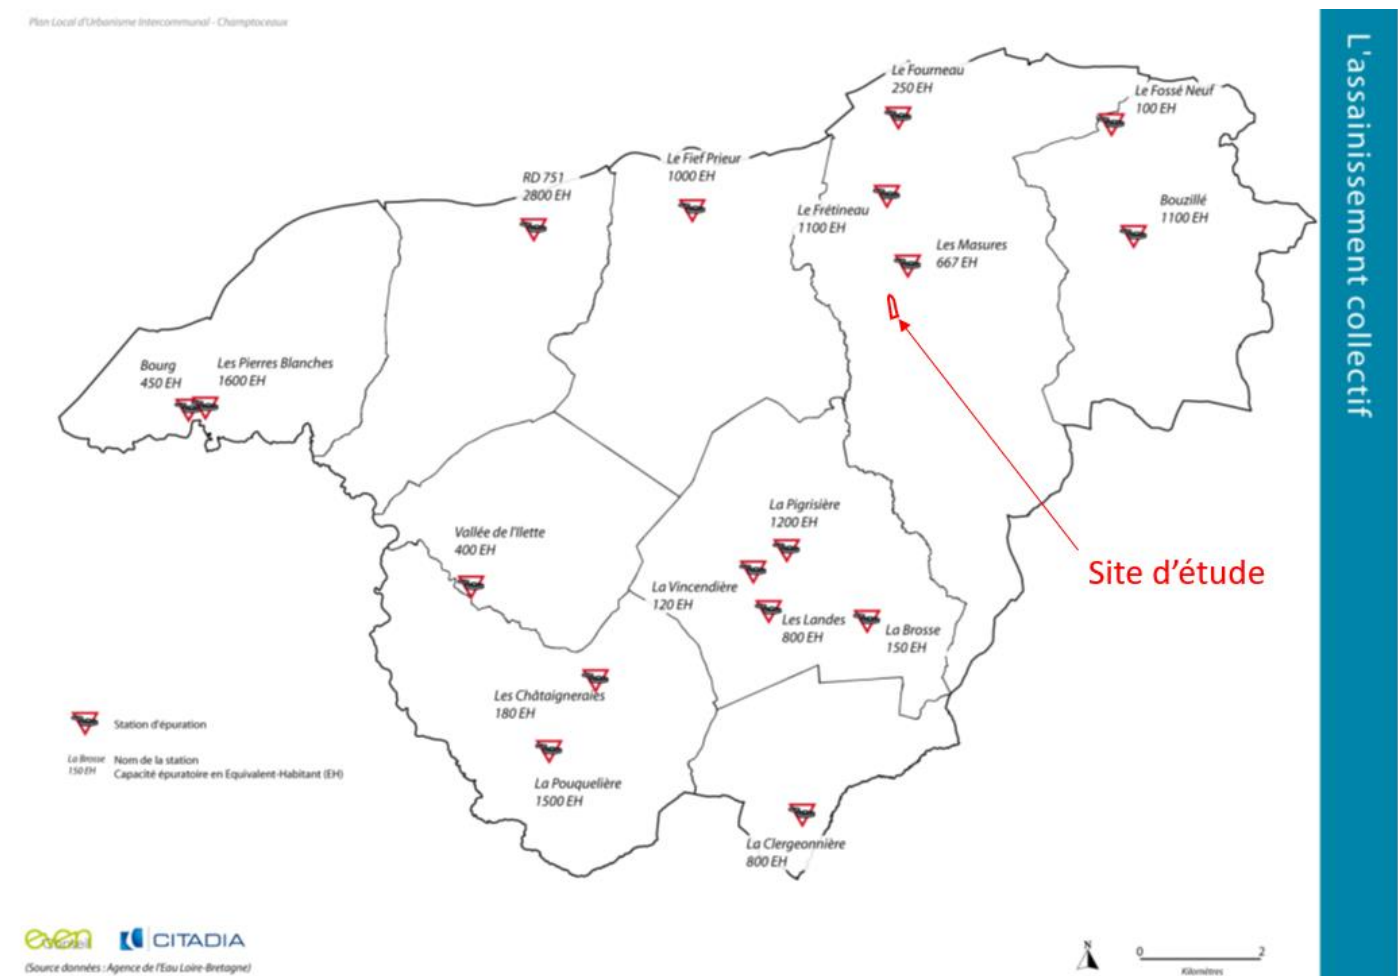 Plan Local d'Urbanisme Intercommunal - Champtoceaux
L'assainissement collectif
Le Fourneau
250 EH
Le Fossé Neuf
100 EH
Le Fief Prieur
1000 EH
RD 751
2800 EH
Le Frétineau
1100 EH
Bouzillé
1100 EH
Les Masures
667 EH
Bourg
450 EH
Les Pierres Blanches
1600 EH
La Pigrisière
1200 EH
Vallée de l'Ilette
400 EH
Site d'étude
La Vincendière
120 EH
Les Landes
800 EH
La Brosse
150 EH
Les Châtaigneraies
180 EH
La Pouquelière
1500 EH
La Clergeonnière
800 EH
Station d'épuration
La Brosse
150 EH
Nom de la station
Capacité épuratoire en Equivalent-Habitant (EH)
even
Conseil
CITADIA
(Source données : Agence de l'Eau Loire-Bretagne)
N
0 2
Kilomètres